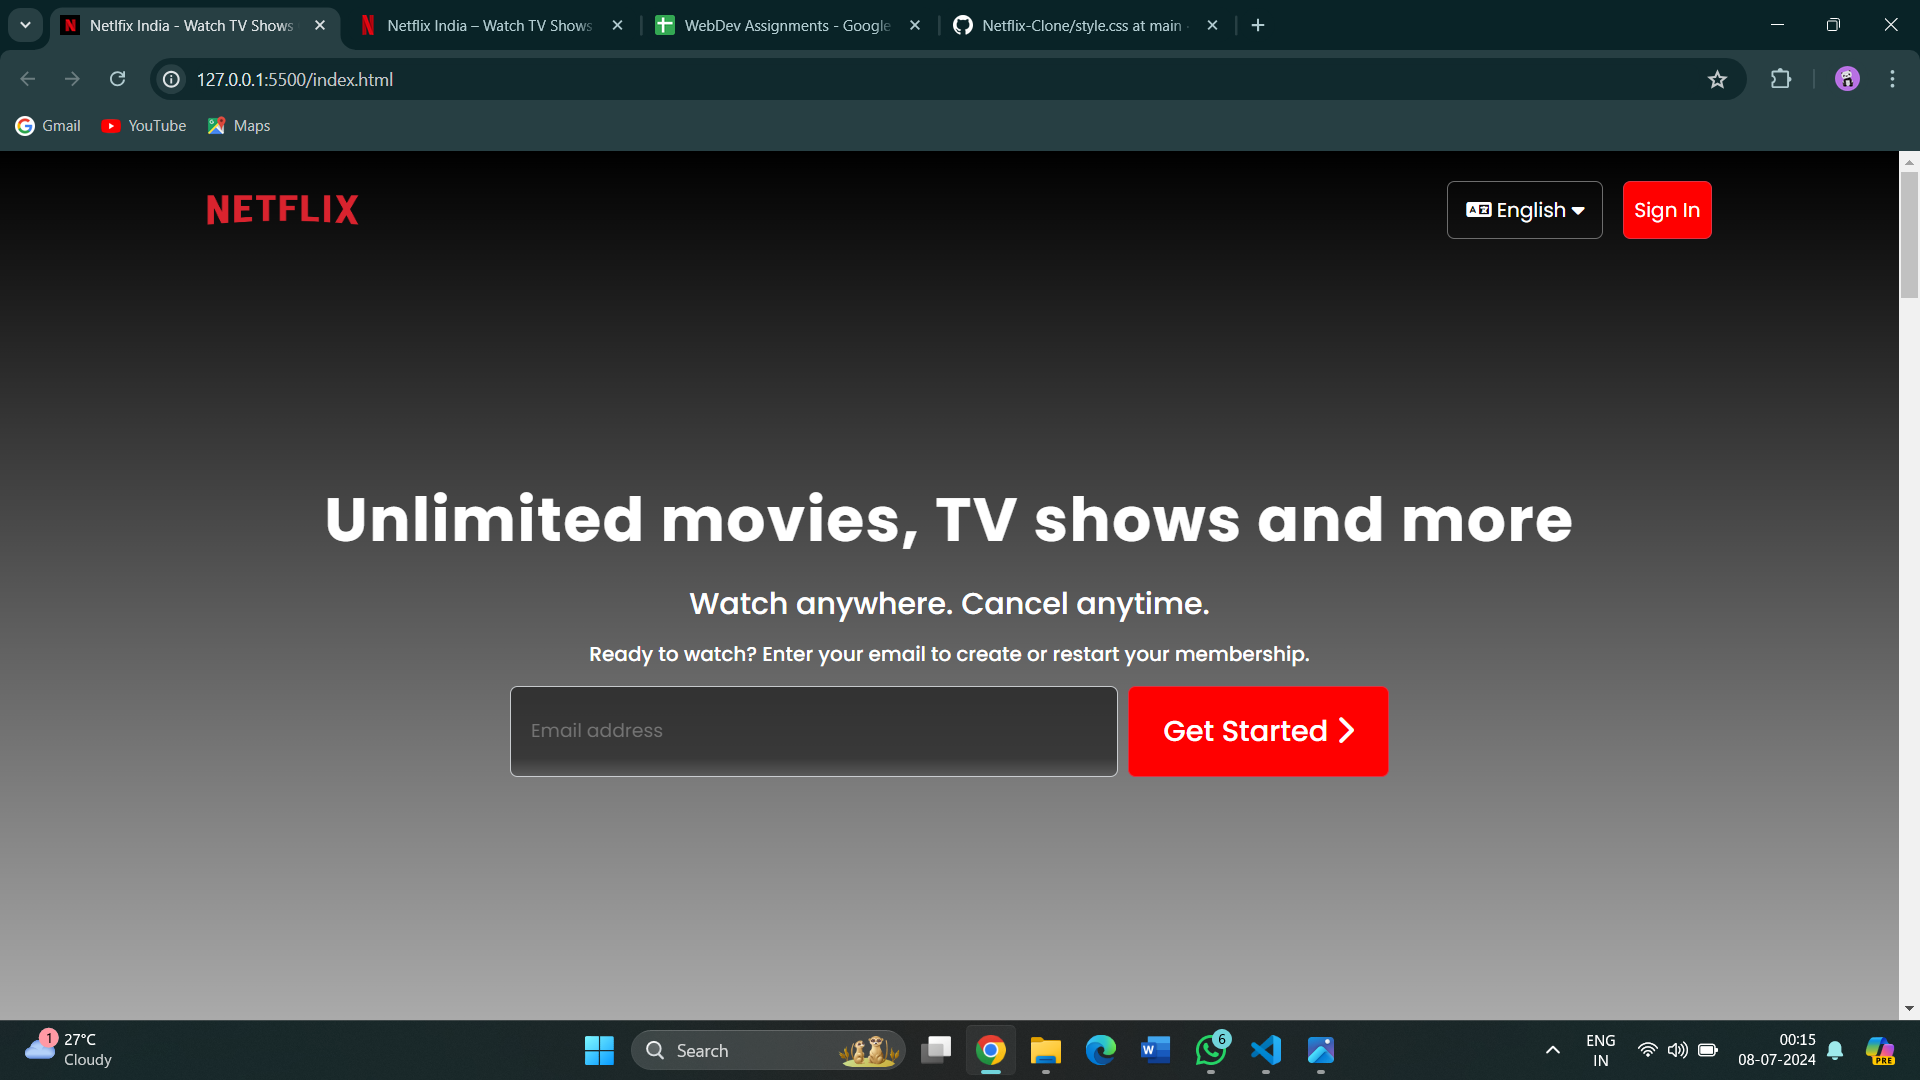 Netlfix India - Watch TV Shows
Netflix India – Watch TV Shows
WebDev Assignments - Google
Netflix-Clone/style.css at main
127.0.0.1:5500/index.html
Gmail
YouTube
Maps
NETFLIX
English
Sign In
Unlimited movies, TV shows and more
Watch anywhere. Cancel anytime.
Ready to watch? Enter your email to create or restart your membership.
Email address
Get Started
1
27°C
Cloudy
Search
6
ENG
IN
00:15
08-07-2024
PRE